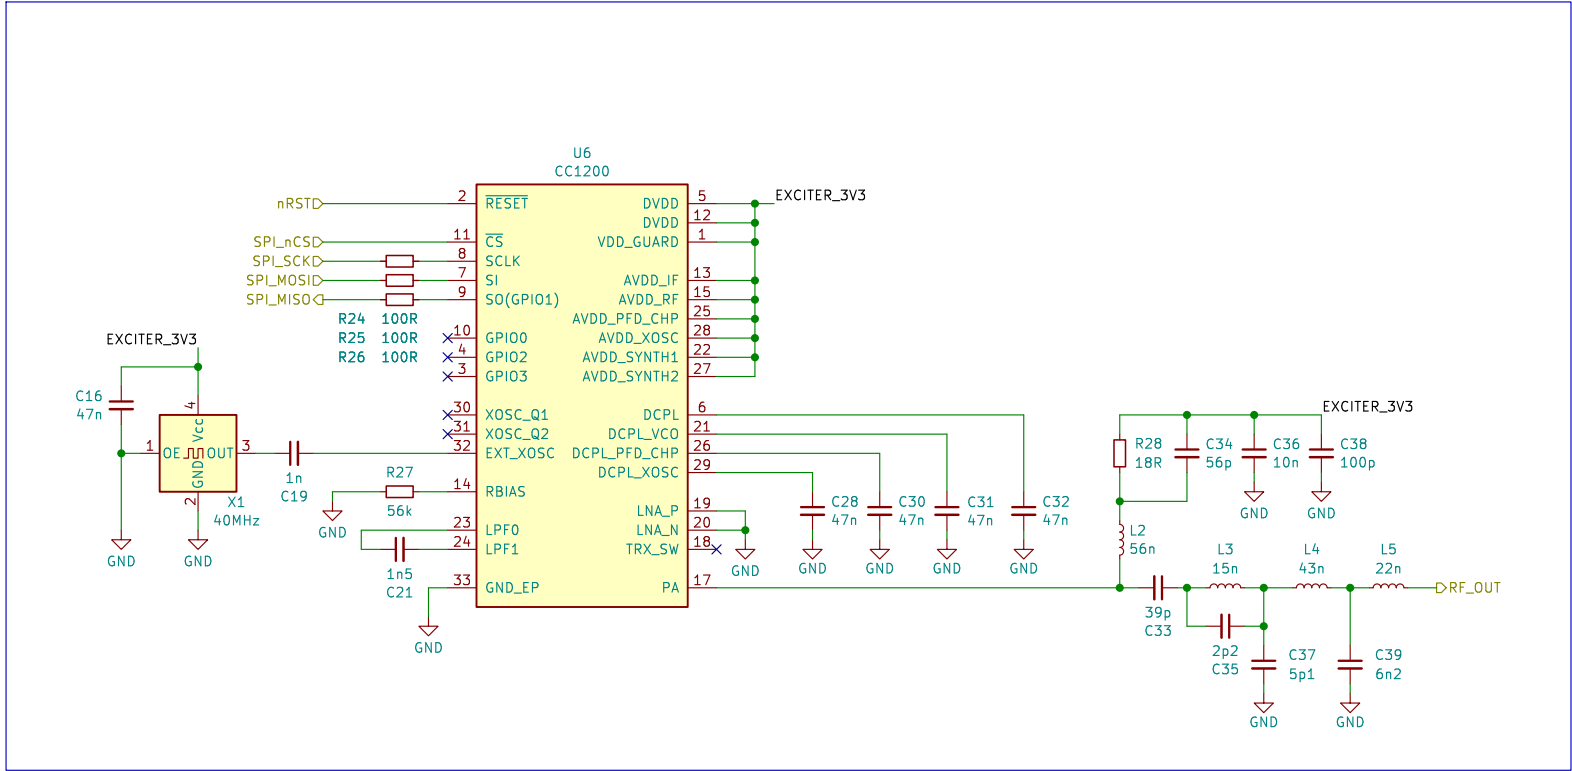 U6
CC1200
nRST
2
RESET
DVDD
5
EXCITER_3V3
DVDD
12
SPI_nCS
11
CS
VDD_GUARD
1
SPI_SCK
8
SCLK
SPI_MOSI
7
SI
AVDD_IF
13
SPI_MISO
9
SO(GPIO1)
AVDD_RF
15
R24 100R
AVDD_PFD_CHP
25
R25 100R
10
GPIO0
AVDD_XOSC
28
R26 100R
4
GPIO2
AVDD_SYNTH1
22
3
GPIO3
AVDD_SYNTH2
27
EXCITER_3V3
C16
47n
4
Vcc
1
OE
OUT
3
GND
2
X1
40MHz
GND
GND
1n
C19
30
XOSC_Q1
DCPL
6
31
XOSC_Q2
DCPL_VCO
21
32
EXT_XOSC
DCPL_PFD_CHP
26
DCPL_XOSC
29
R27
56k
GND
14
RBIAS
LNA_P
19
23
LPF0
LNA_N
20
24
LPF1
TRX_SW
18
1n5
C21
33
GND_EP
PA
17
GND
GND
C28
47n
GND
C30
47n
GND
C31
47n
GND
C32
47n
GND
EXCITER_3V3
R28
18R
C34
56p
C36
10n
C38
100p
GND
GND
L2
56n
L3
15n
L4
43n
L5
22n
RF_OUT
39p
C33
2p2
C35
C37
5p1
C39
6n2
GND
GND